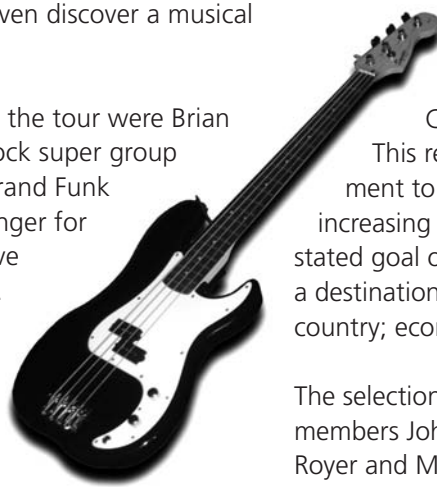 ven discover a musical
the tour were Brian
ock super group
rand Funk
nger for
ve
This re
ment to
increasing
stated goal o
a destination
country; econ
The selection
members Joh
Royer and M